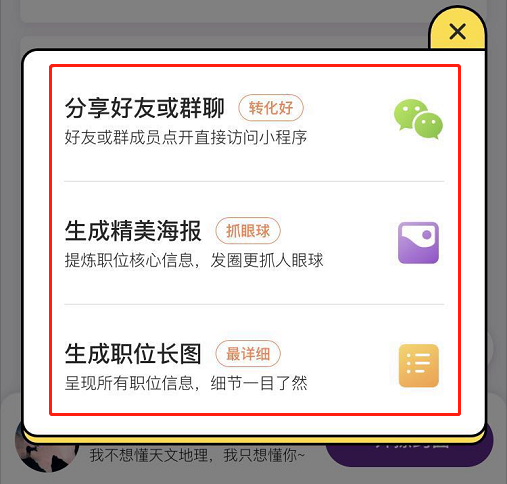 分享好友或群聊 转化好
好友或群成员点开直接访问小程序
生成精美海报 抓眼球
提炼职位核心信息，发圈更抓人眼球
生成职位长图 最详细
呈现所有职位信息，细节一目了然
我不想懂天文地理，我只想懂你~